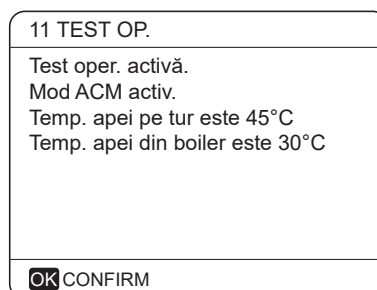 11 TEST OP.
Test oper. activă.
Mod ACM activ.
Temp. apei pe tur este 45°C
Temp. apei din boiler este 30°C
OK CONFIRM